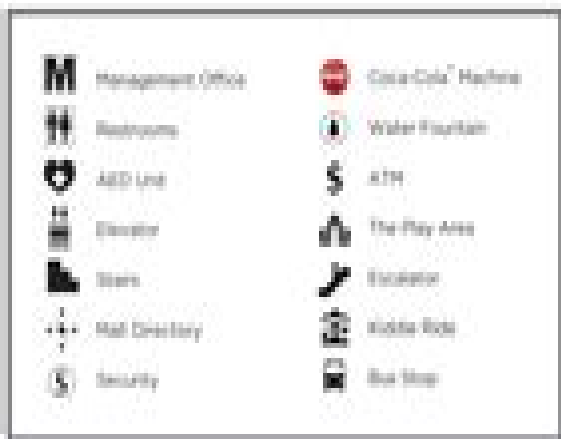 M Management Office
Restrooms
AED Unit
Elevator
Stairs
Mall Directory
S Security
Coca-Cola Machine
Water Fountain
$ ATM
The Play Area
Escalator
Kiddie Ride
Bus Stop